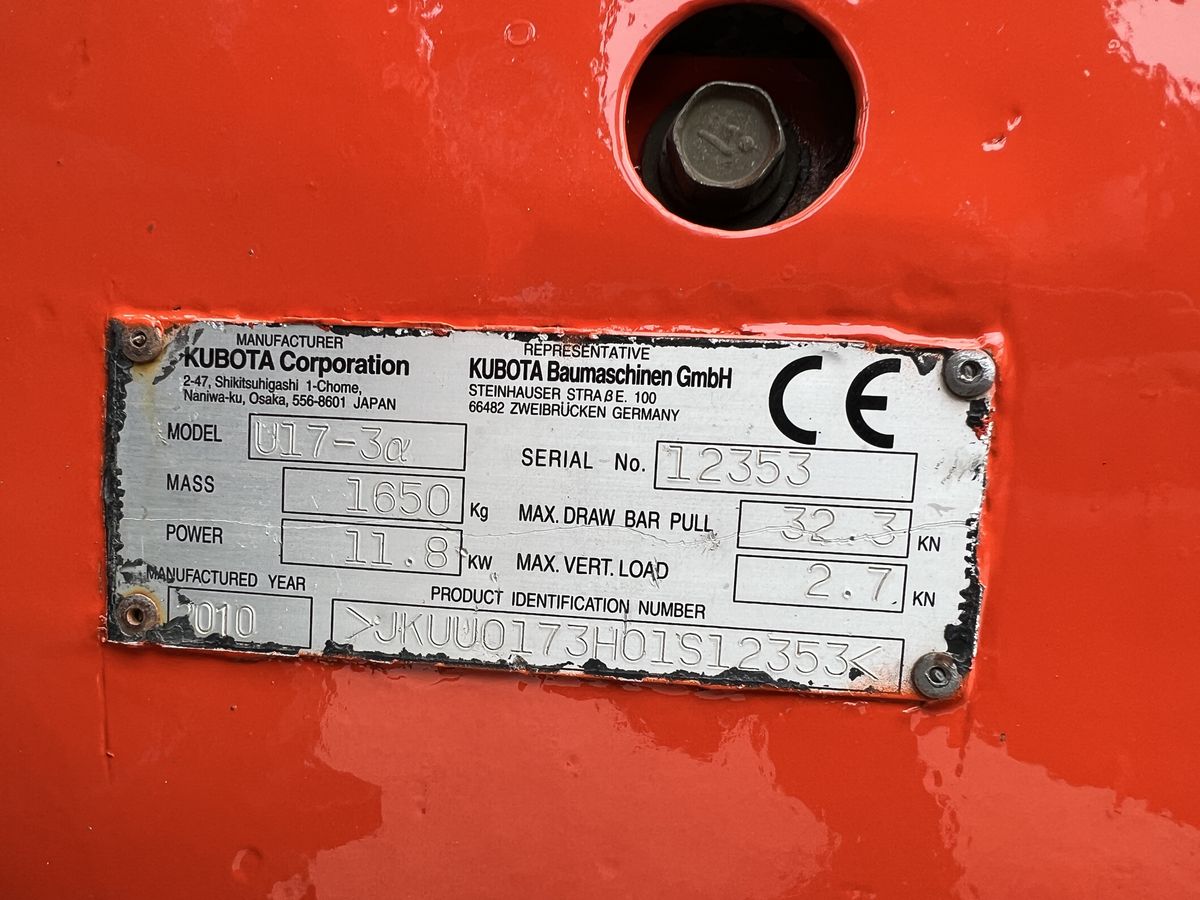 MANUFACTURER
KUBOTA Corporation
2-47, Shikitsuhigashi 1-Chome,
Naniwa-ku, Osaka, 556-8601 JAPAN
REPRESENTATIVE
KUBOTA Baumaschinen GmbH
STEINHAUSER STRAßE. 100
66482 ZWEIBRÜCKEN GERMANY
CE
MODEL U17-3α
SERIAL No. 12353
MASS 1650 Kg
MAX. DRAW BAR PULL 32.3 KN
POWER 11.8 KW
MAX. VERT. LOAD 2.7 KN
MANUFACTURED YEAR
2010
PRODUCT IDENTIFICATION NUMBER
>JKUU0173H01S12353<